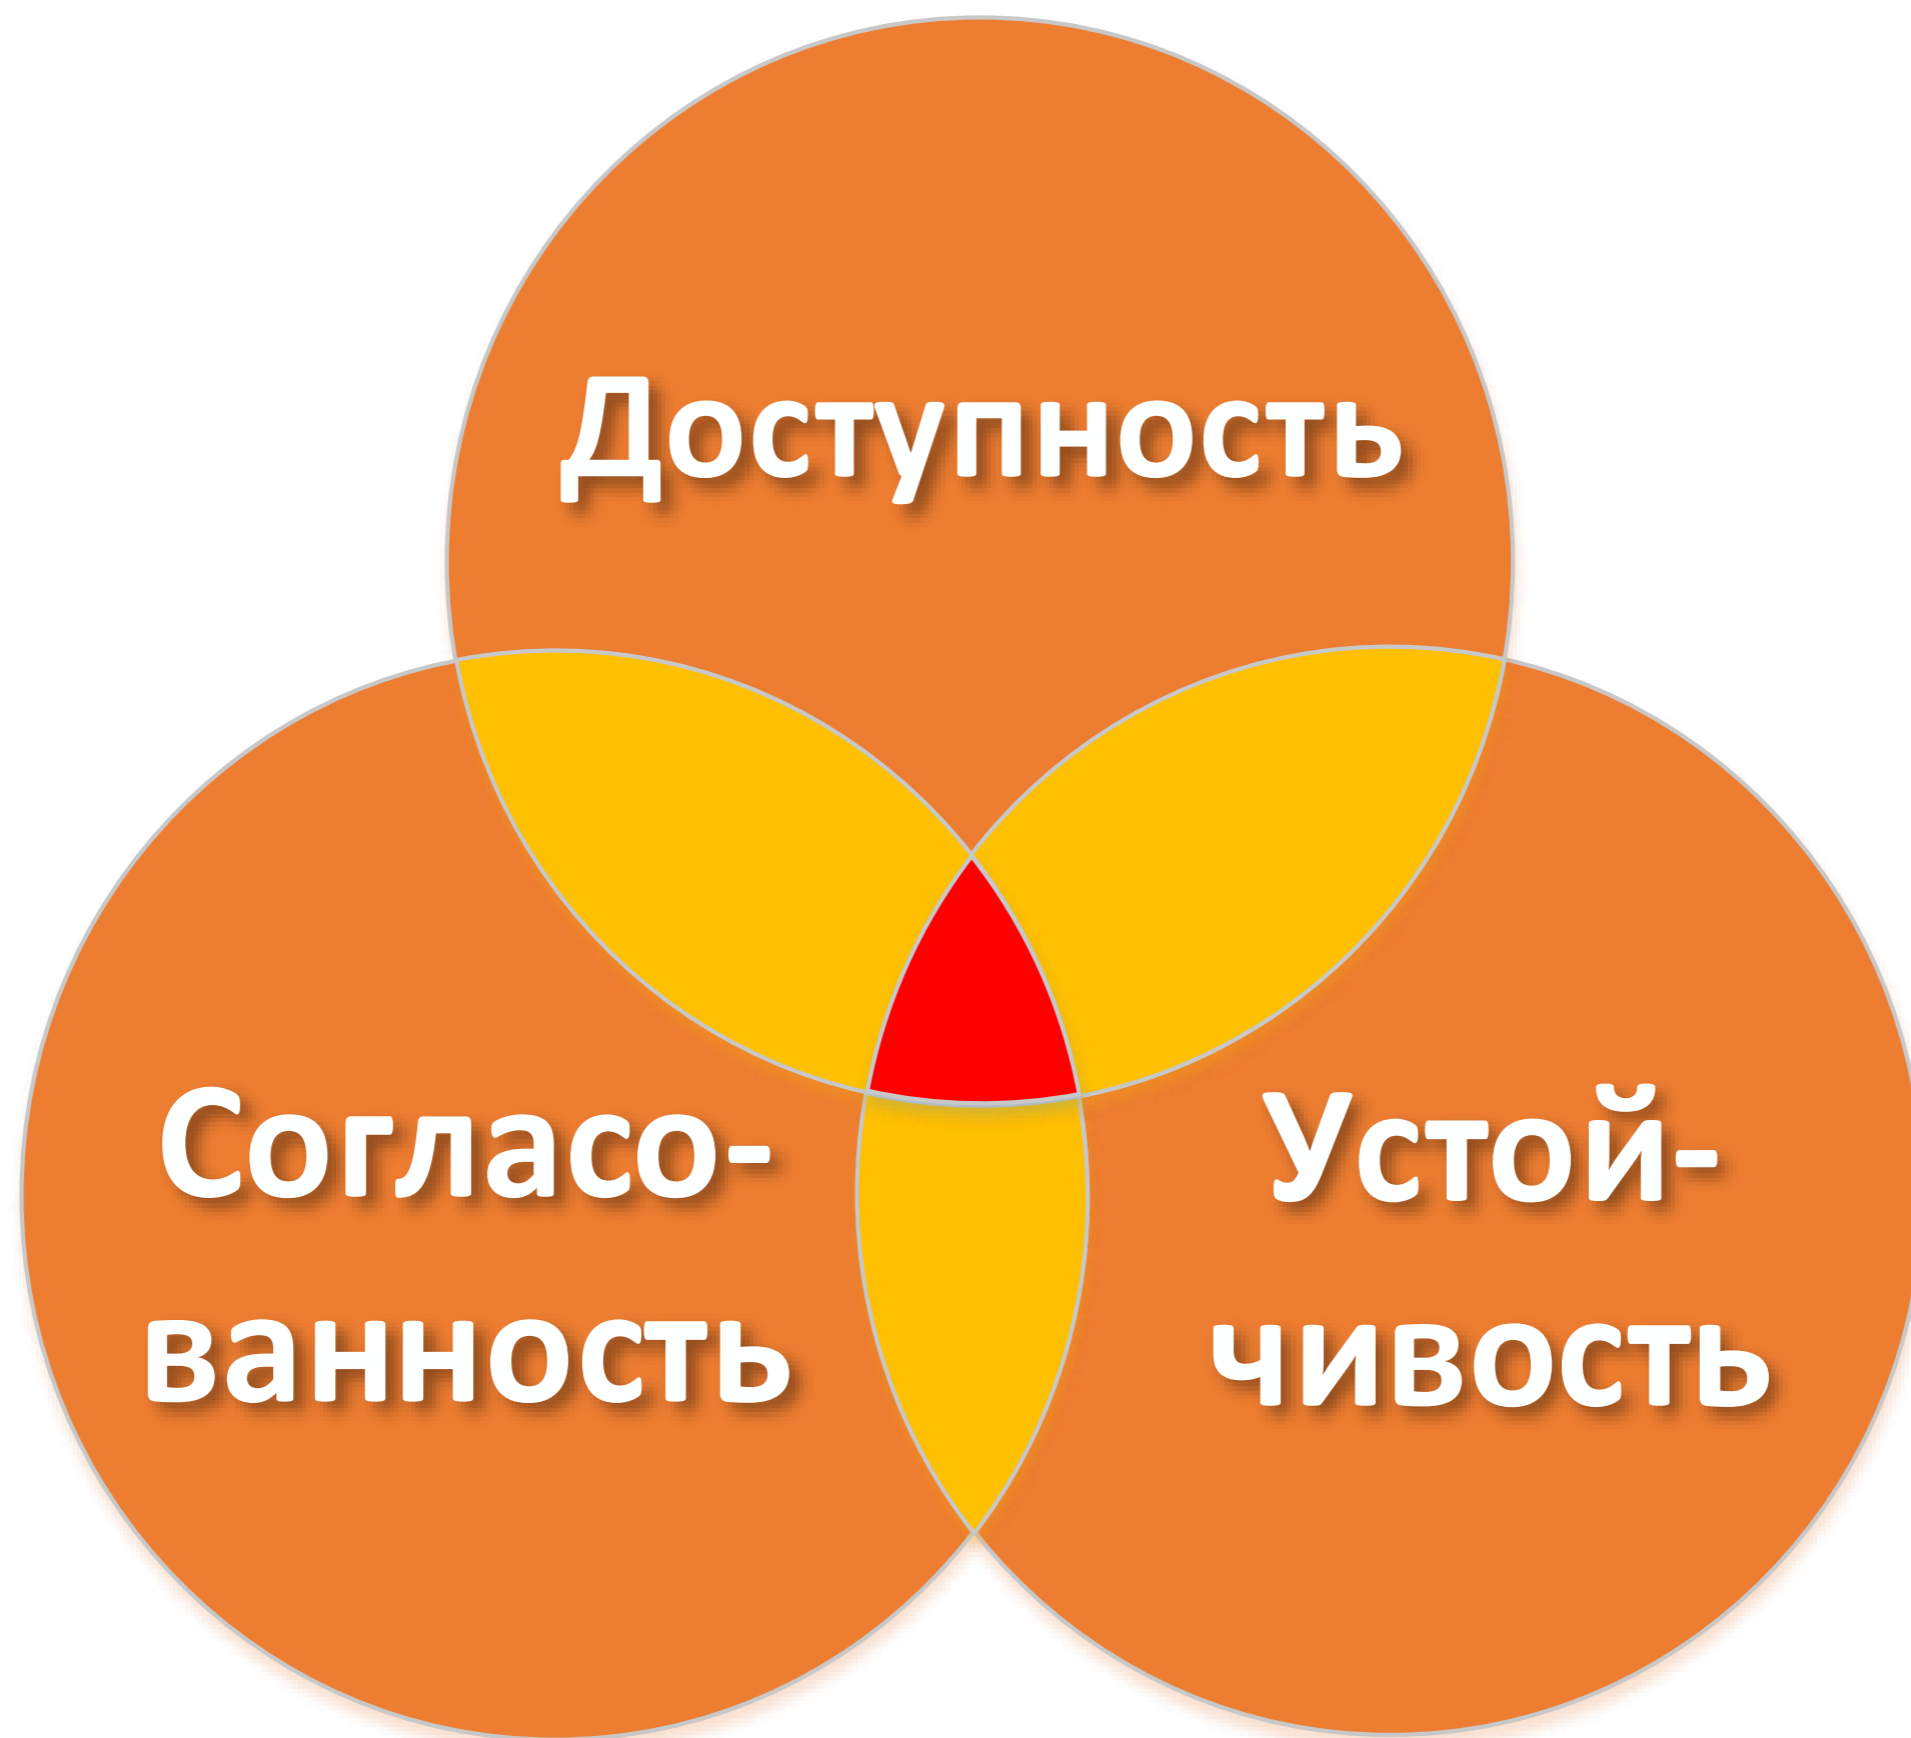 Доступность
Согласо-
ванность
Устой-
чивость